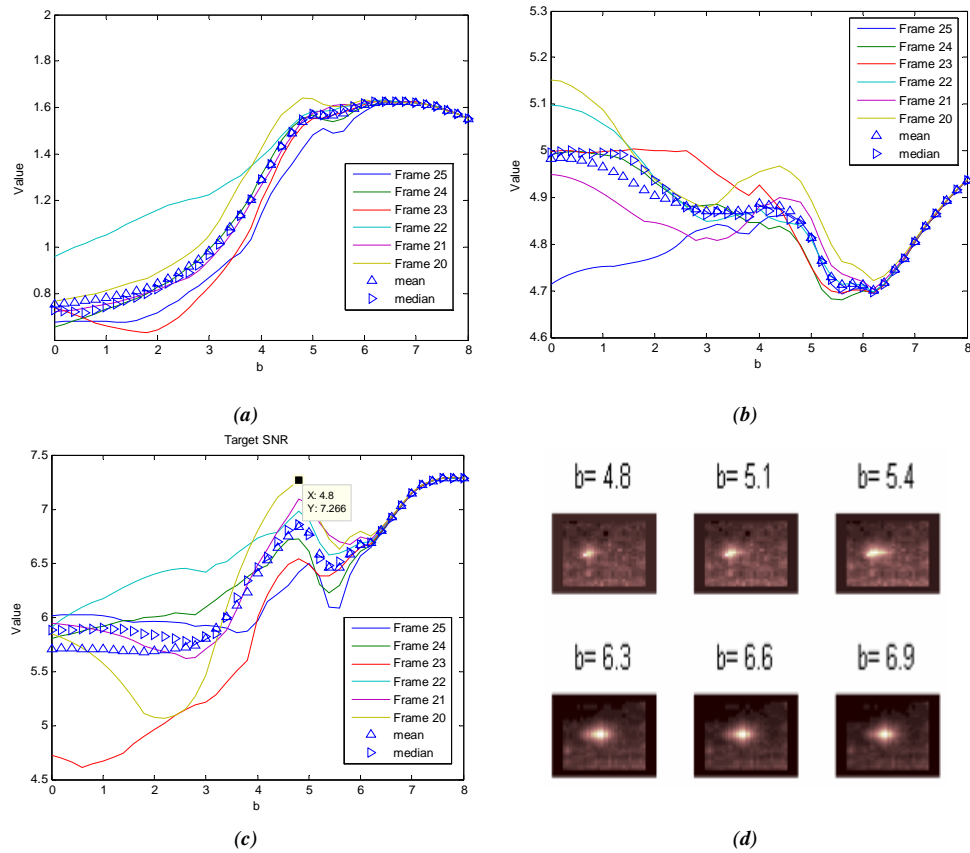 2
1.8
1.6
1.4
1.2
1
0.8
Value
0 1 2 3 4 5 6 7 8
b
Frame 25
Frame 24
Frame 23
Frame 22
Frame 21
Frame 20
mean
median
(a)
5.3
5.2
5.1
5
4.9
4.8
4.7
4.6
Value
0 1 2 3 4 5 6 7 8
b
Frame 25
Frame 24
Frame 23
Frame 22
Frame 21
Frame 20
mean
median
(b)
Target SNR
7.5
7
6.5
6
5.5
5
4.5
Value
0 1 2 3 4 5 6 7 8
b
X: 4.8
Y: 7.266
Frame 25
Frame 24
Frame 23
Frame 22
Frame 21
Frame 20
mean
median
(c)
b= 4.8 b= 5.1 b= 5.4
b= 6.3 b= 6.6 b= 6.9
(d)